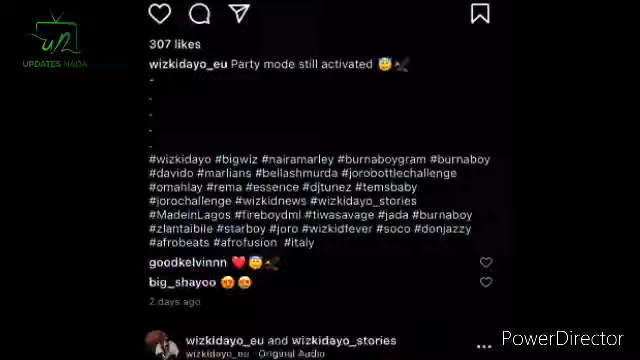 UPDATES NAIJA
307 likes
wizkidayo_eu Party mode still activated 😇🦅
-
.
.
.
.
#wizkidayo #bigwiz #nairamarley #burnaboygram #burnaboy
#davido #marlians #bellashmurda #jorobottlechallenge
#omahlay #rema #essence #djtunez #temsbaby
#jorochallenge #wizkidnews #wizkidayo_stories
#MadeinLagos #fireboydml #tiwasavage #jada #burnaboy
#zlantaibile #starboy #joro #wizkidfever #soco #donjazzy
#afrobeats #afrofusion #italy
goodkelvinnn ❤️😇🦅
big_shayoo 😍😍
2 days ago
wizkidayo_eu and wizkidayo_stories
wizkidayo_eu · Original Audio
PowerDirector